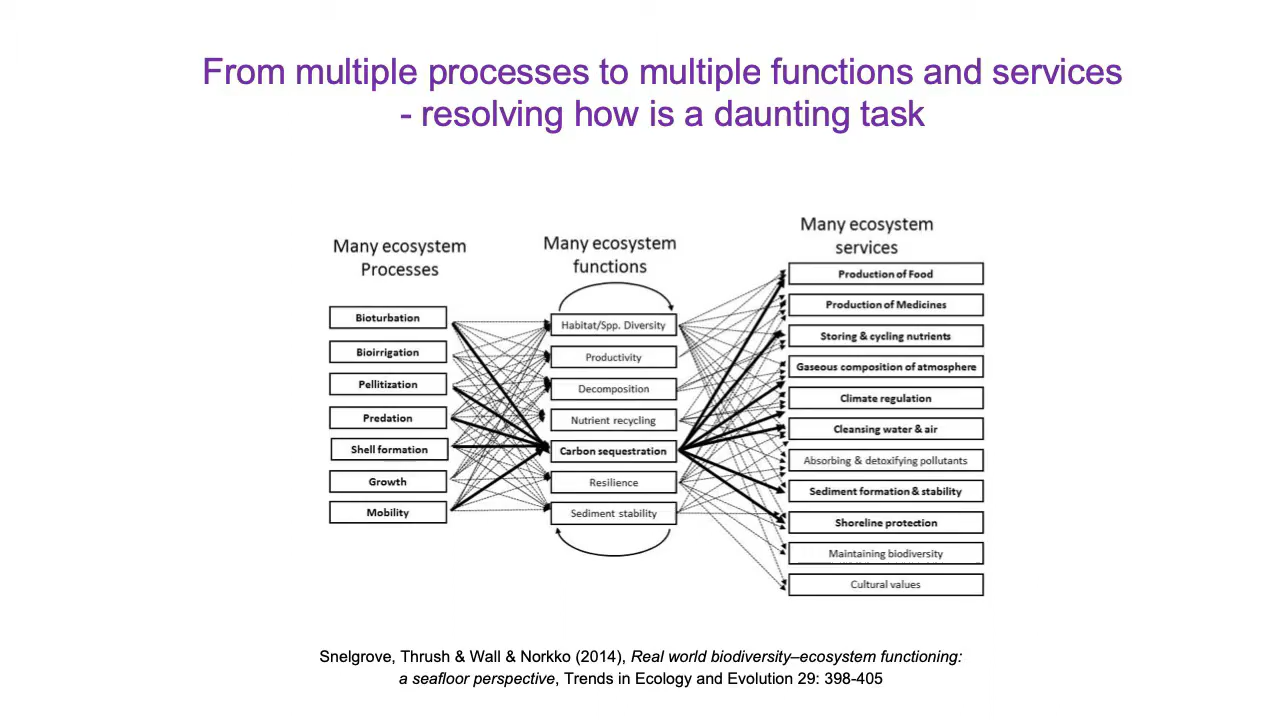 From multiple processes to multiple functions and services
- resolving how is a daunting task
Many ecosystem
Processes
Bioturbation
Bioirrigation
Pellitization
Predation
Shell formation
Growth
Mobility
Many ecosystem
functions
Habitat/Spp. Diversity
Productivity
Decomposition
Nutrient recycling
Carbon sequestration
Resilience
Sediment stability
Many ecosystem
services
Production of Food
Production of Medicines
Storing & cycling nutrients
Gaseous composition of atmosphere
Climate regulation
Cleansing water & air
Absorbing & detoxifying pollutants
Sediment formation & stability
Shoreline protection
Maintaining biodiversity
Cultural values
Snelgrove, Thrush & Wall & Norkko (2014), Real world biodiversity–ecosystem functioning:
a seafloor perspective, Trends in Ecology and Evolution 29: 398-405